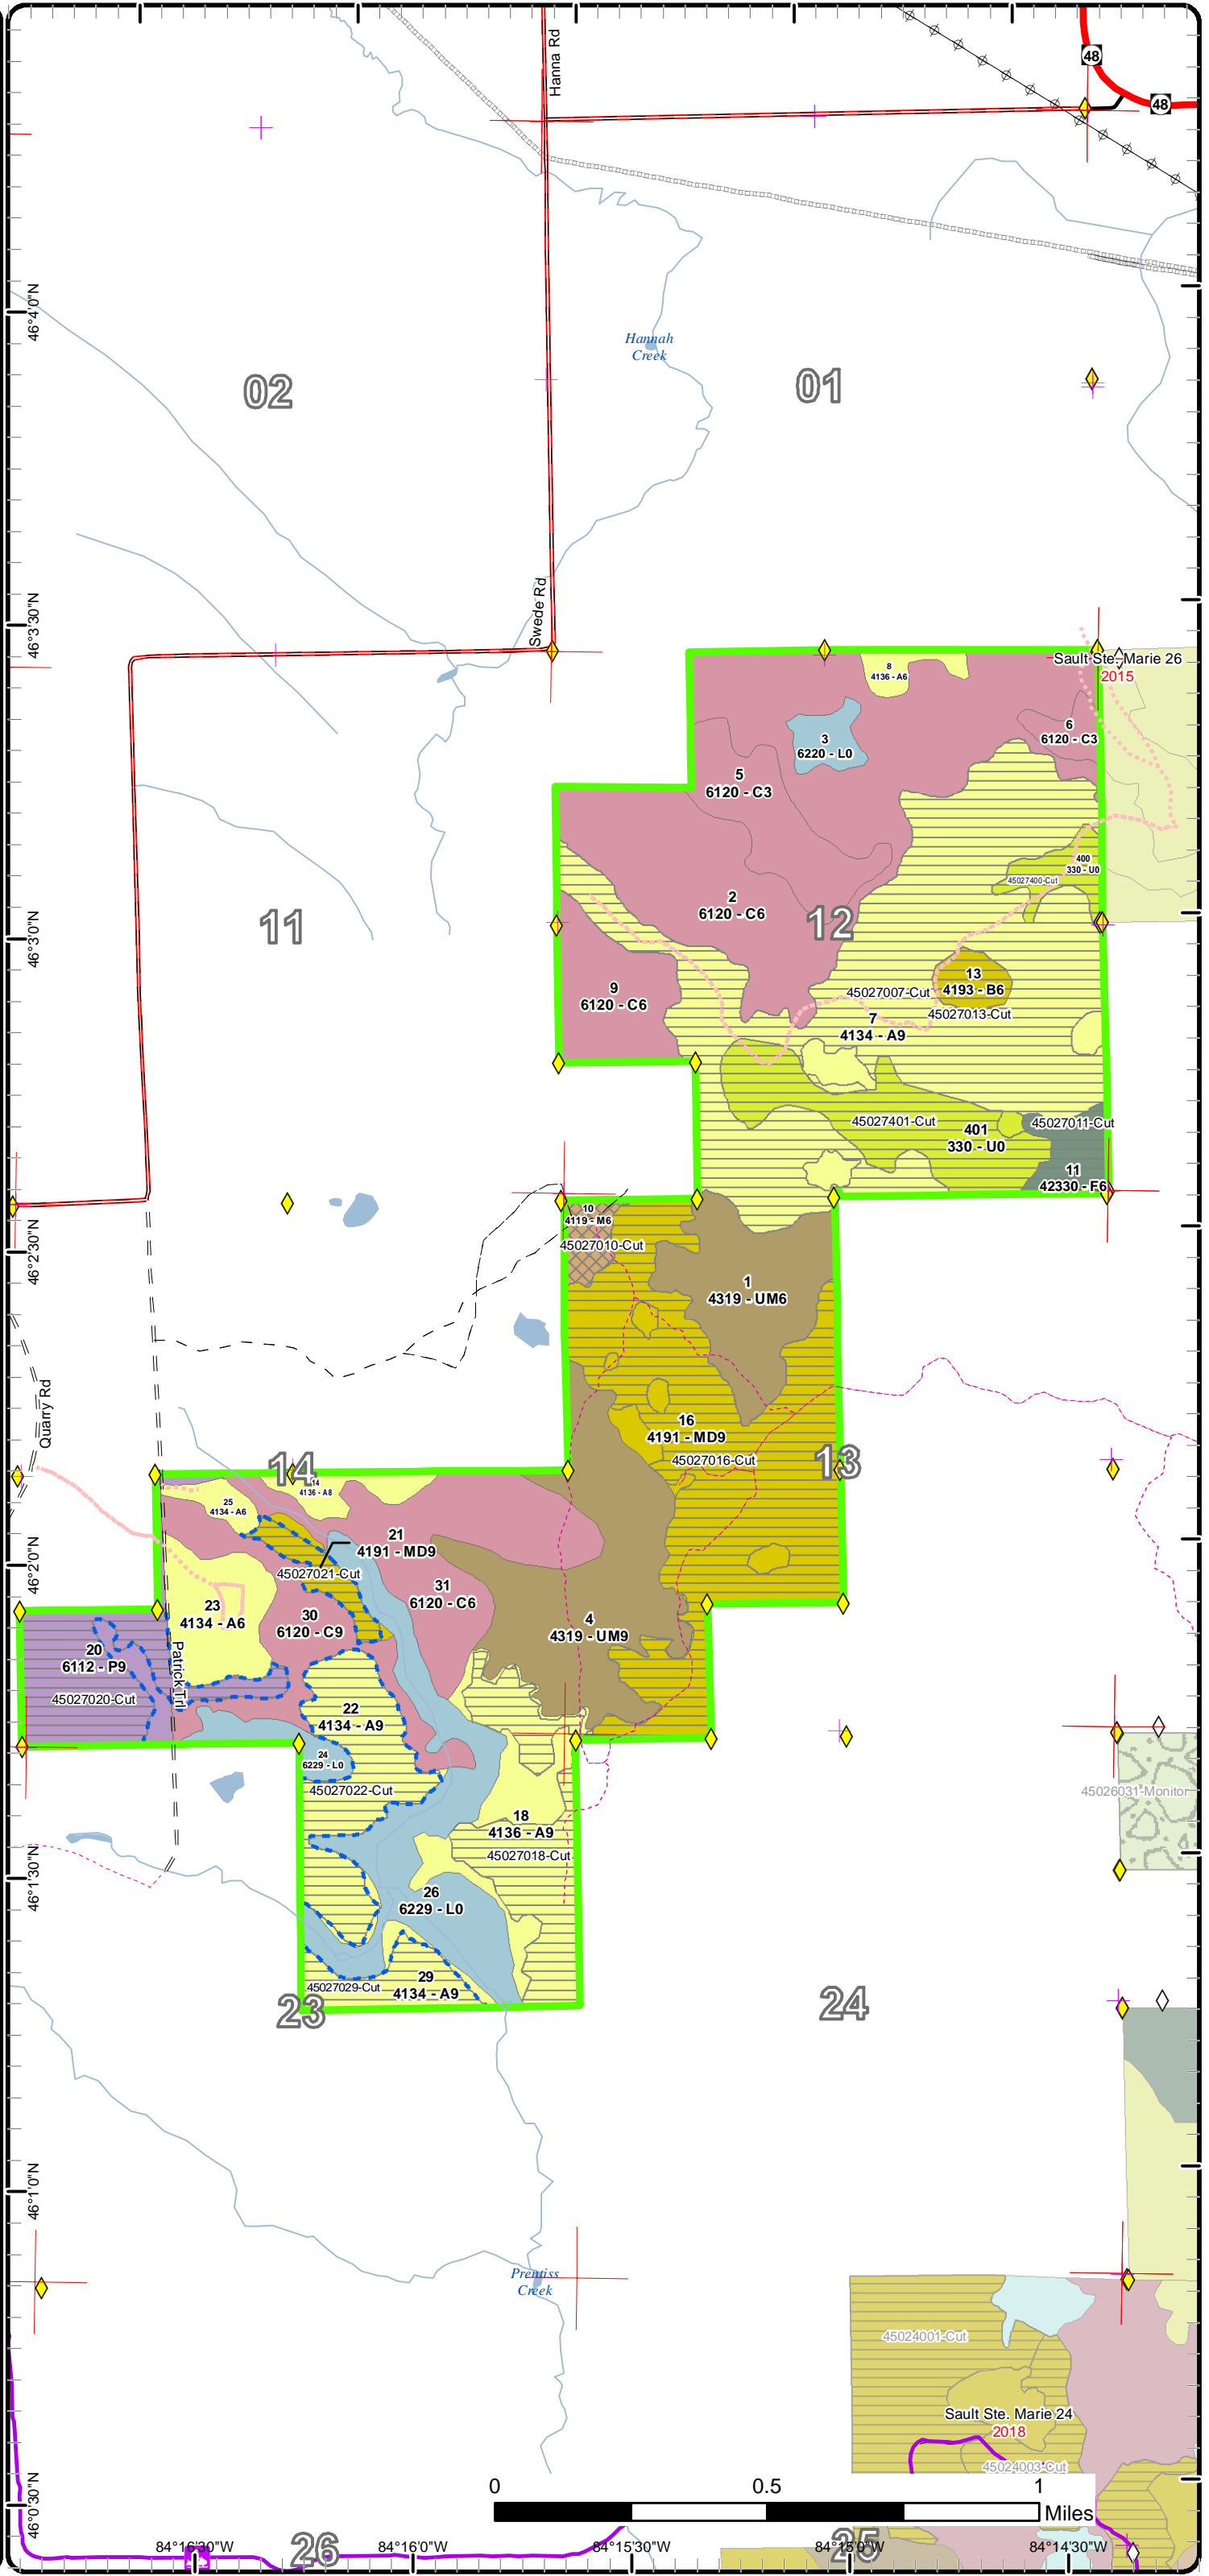 Hanna Rd
48
48
46°4'0"N
Hannah
Creek
02
01
Swede Rd
46°3'30"N
Sault Ste. Marie 26
2015
8
4136 - A6
6
6120 - C3
3
6220 - L0
5
6120 - C3
400
330 - U0
45027400-Cut
2
6120 - C6
11
12
46°3'0"N
13
4193 - B6
9
6120 - C6
45027007-Cut
45027013-Cut
7
4134 - A9
45027401-Cut
45027011-Cut
401
330 - U0
11
42330 - F6
10
4119 - M6
45027010-Cut
46°2'30"N
1
4319 - UM6
Quarry Rd
16
4191 - MD9
45027016-Cut
14
13
14
4136 - A8
25
4134 - A6
21
4191 - MD9
46°2'0"N
45027021-Cut
31
6120 - C6
23
4134 - A6
30
6120 - C9
4
4319 - UM9
20
6112 - P9
Patrick Trl
45027020-Cut
22
4134 - A9
24
6229 - L0
45027022-Cut
45026031-Monitor
18
4136 - A9
45027018-Cut
46°1'30"N
26
6229 - L0
29
4134 - A9
45027029-Cut
23
24
46°1'0"N
Prentiss
Creek
45024001-Cut
Sault Ste. Marie 24
2018
45024003-Cut
46°0'30"N
0
0.5
1
Miles
84°16'30"W
84°16'0"W
84°15'30"W
84°15'0"W
84°14'30"W
26
25